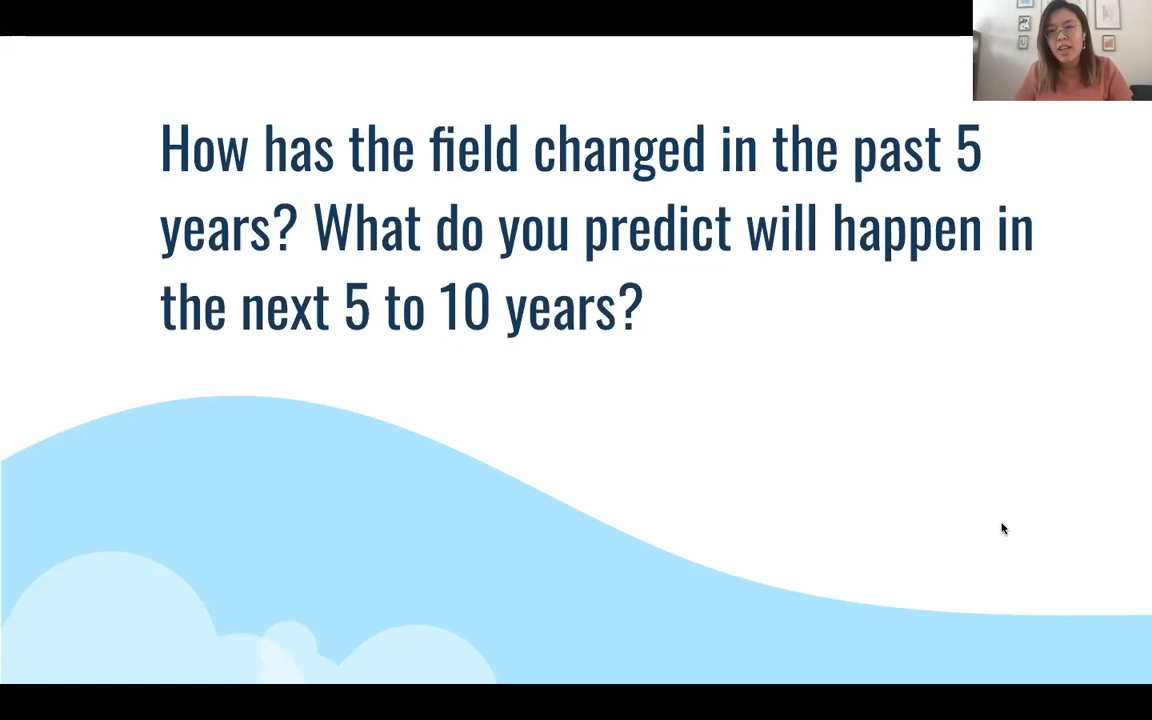 How has the field changed in the past 5
years? What do you predict will happen in
the next 5 to 10 years?